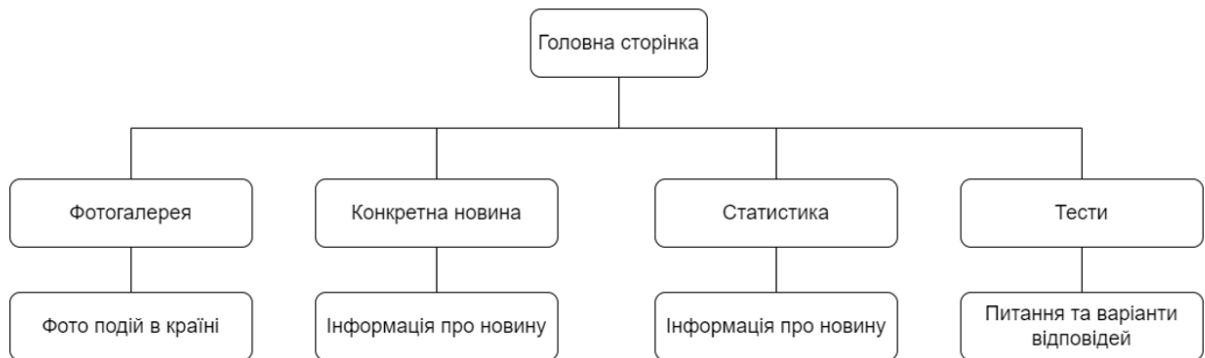 Головна сторінка
Фотогалерея
Конкретна новина
Статистика
Тести
Фото подій в країні
Інформація про новину
Інформація про новину
Питання та варіанти
відповідей